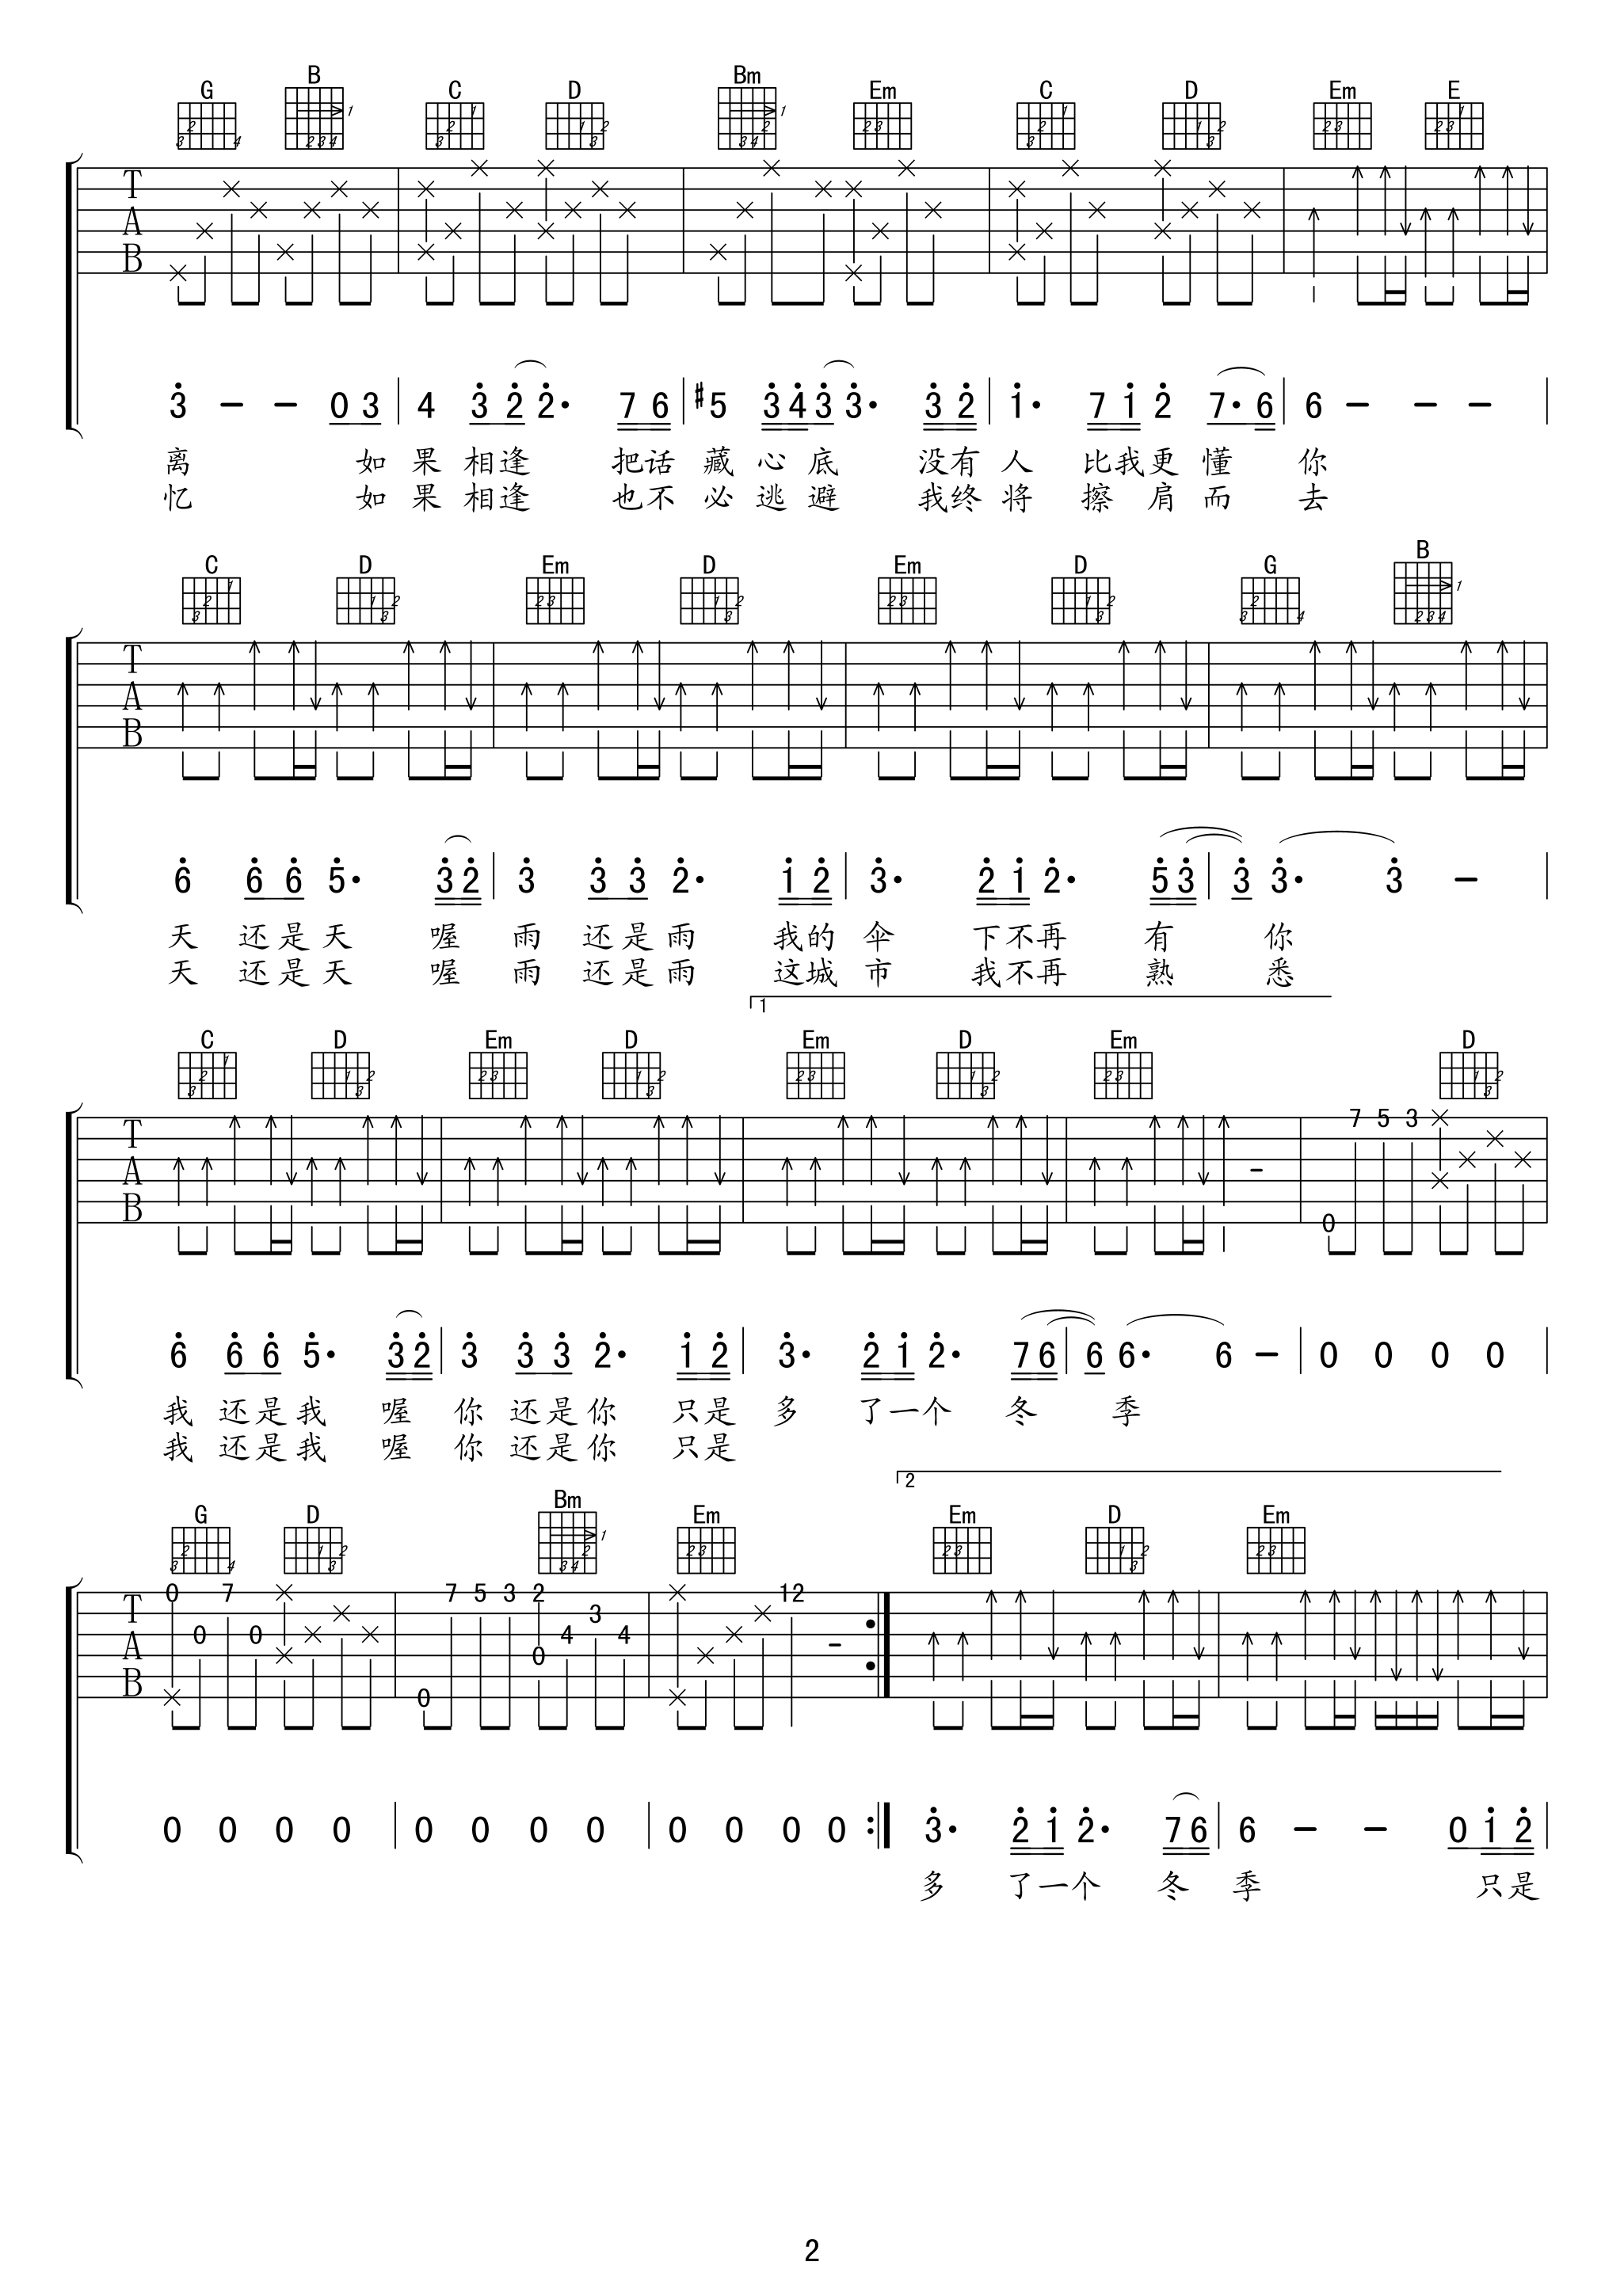 G B C D Bm Em C D Em E
3 - - 0 3 4 3 2 2· 7 6 #5 3 4 3 3· 3 2 1· 7 1 2 7· 6 6 - - -
离 如 果 相逢 把话 藏 心 底 没有 人 比我更 懂 你
忆 如 果 相逢 也不 必 逃 避 我终 将 擦 肩 而 去
C D Em D Em D G B
TAB
6 6 6 5· 3 2 3 3 3 2· 1 2 3· 2 1 2· 5 3 3 3· 3 -
天 还是天 喔 雨 还是雨 我的 伞 下不再 有 你
天 还是天 喔 雨 还是雨 这城 市 我不再 熟 悉
1
C D Em D Em D Em D
TAB 7 5 3 0
6 6 6 5· 3 2 3 3 3 2· 1 2 3· 2 1 2· 7 6 6 6· 6 - 0 0 0 0
我 还是我 喔 你 还是你 只是 多 了一个 冬 季
我 还是我 喔 你 还是你 只是
2
G D Bm Em Em D Em
TAB 0 0 7 0 0 7 5 3 2 0 4 3 4 12
0 0 0 0 0 0 0 0 0 0 0 0 3· 2 1 2· 7 6 6 - - 0 1 2
多 了一个 冬 季 只是
2